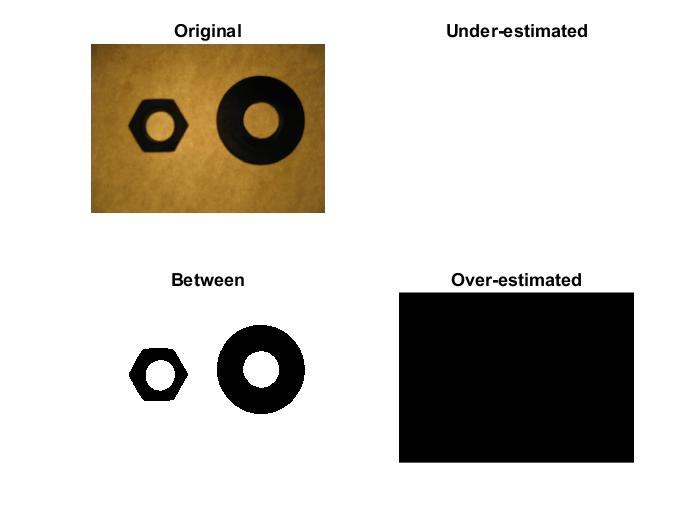 Original
Under-estimated
Between
Over-estimated